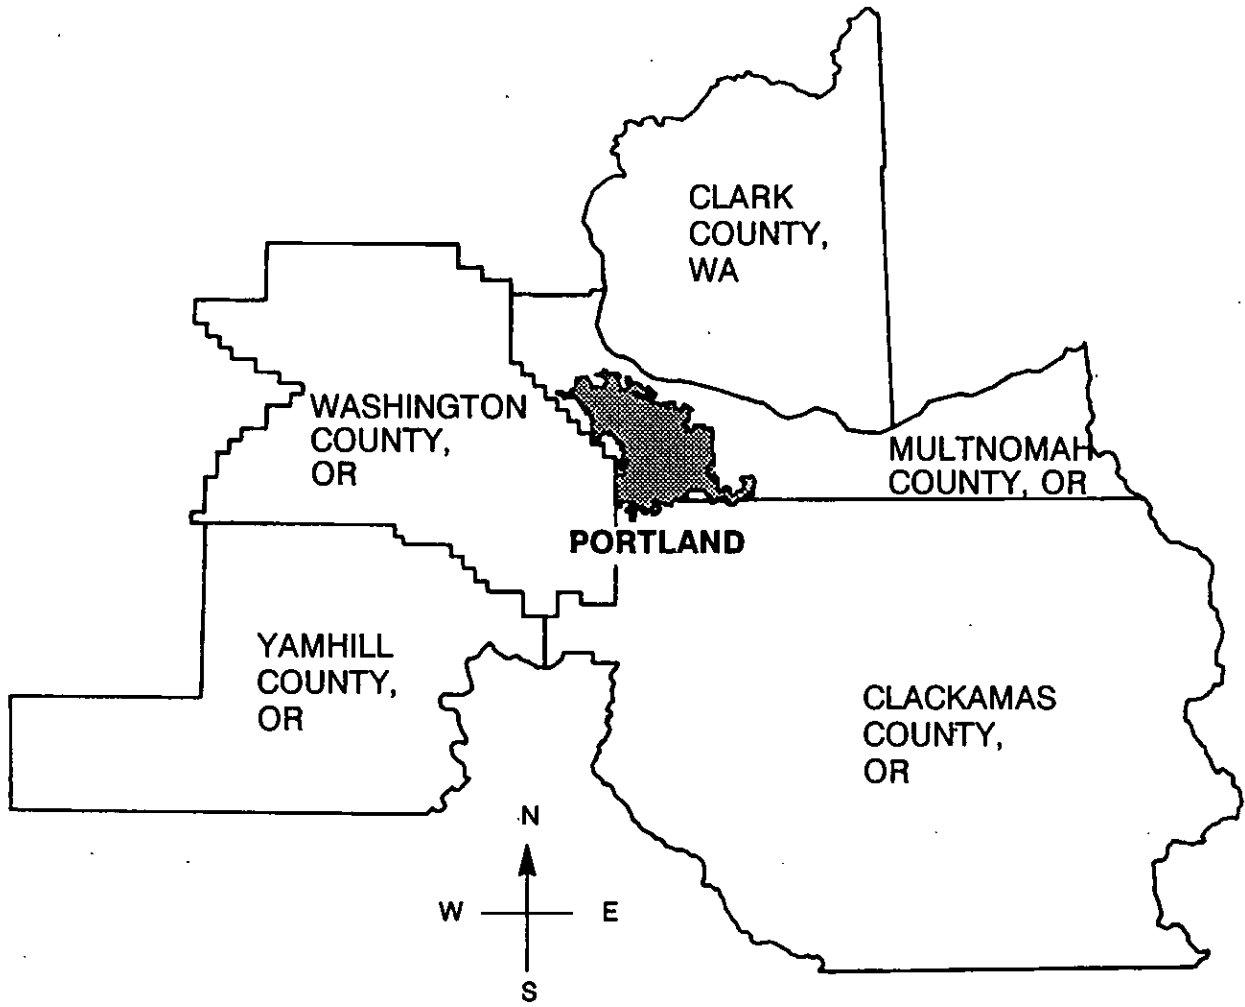 CLARK
COUNTY,
WA
WASHINGTON
COUNTY,
OR
MULTNOMAH
COUNTY, OR
PORTLAND
YAMHILL
COUNTY,
OR
CLACKAMAS
COUNTY,
OR
N
W E
S